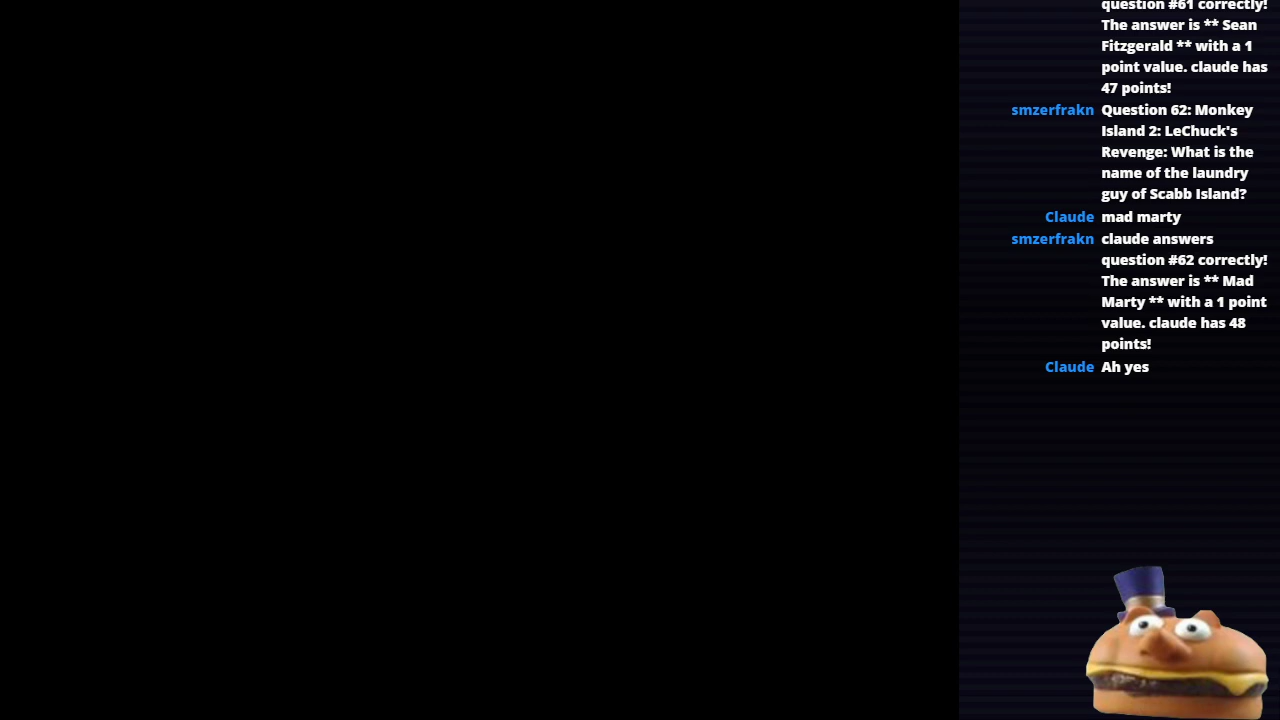 question #61 correctly!
The answer is ** Sean
Fitzgerald ** with a 1
point value. claude has
47 points!
smzerfrakn Question 62: Monkey
Island 2: LeChuck's
Revenge: What is the
name of the laundry
guy of Scabb Island?
Claude mad marty
smzerfrakn claude answers
question #62 correctly!
The answer is ** Mad
Marty ** with a 1 point
value. claude has 48
points!
Claude Ah yes